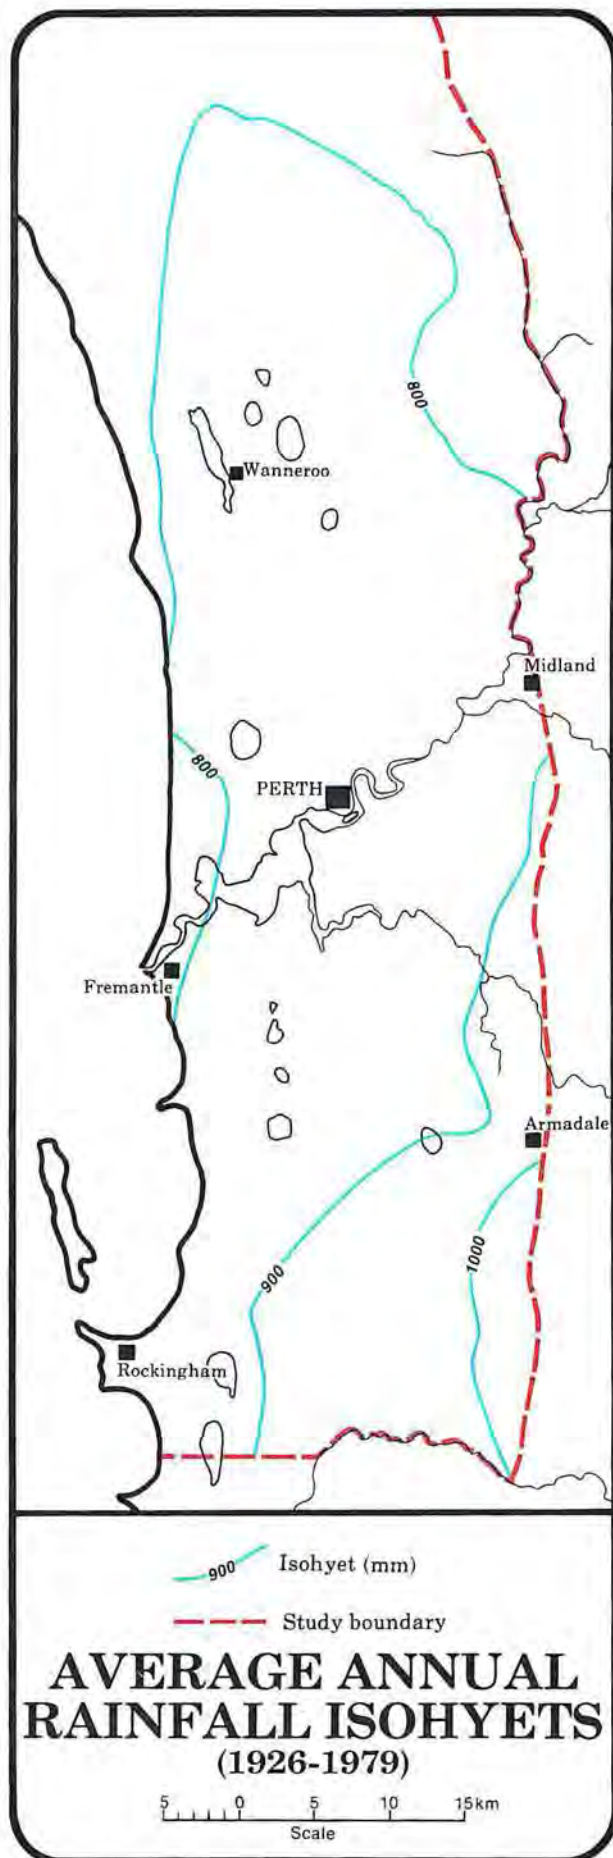 800
Wanneroo
Midland
800
PERTH
Fremantle
Armadale
1000
900
Rockingham
900 Isohyet (mm)
Study boundary
AVERAGE ANNUAL
RAINFALL ISOHYETS
(1926-1979)
5 0 5 10 15km
Scale